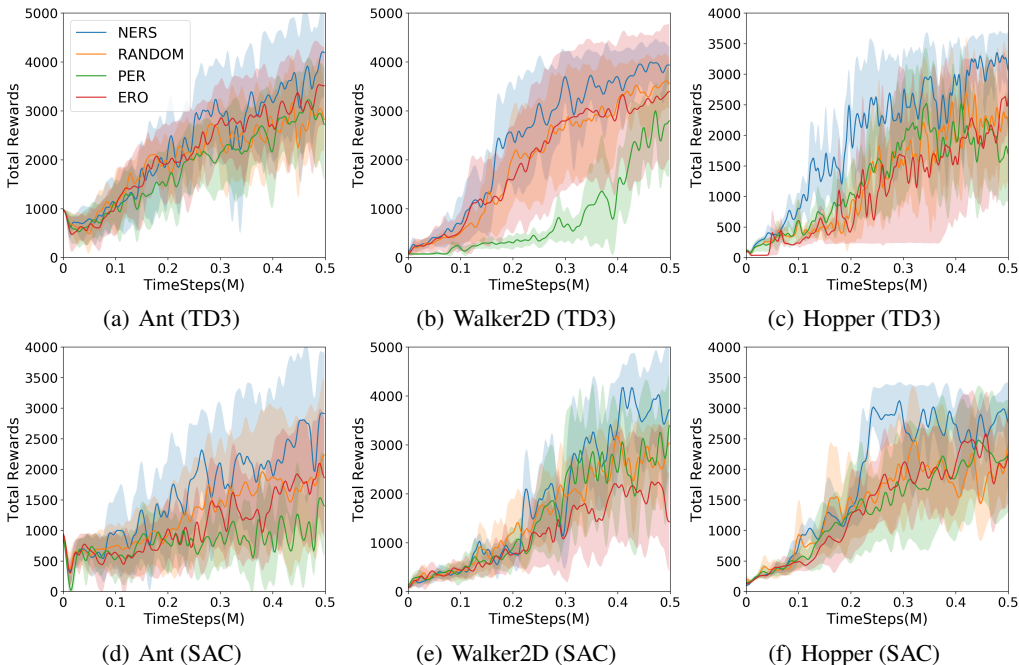 NERS
RANDOM
PER
ERO
Total Rewards
5000
4000
3000
2000
1000
0
0 0.1 0.2 0.3 0.4 0.5
TimeSteps(M)
(a) Ant (TD3)
Total Rewards
5000
4000
3000
2000
1000
0
0 0.1 0.2 0.3 0.4 0.5
TimeSteps(M)
(b) Walker2D (TD3)
Total Rewards
4000
3500
3000
2500
2000
1500
1000
500
0
0 0.1 0.2 0.3 0.4 0.5
TimeSteps(M)
(c) Hopper (TD3)
Total Rewards
4000
3500
3000
2500
2000
1500
1000
500
0
0 0.1 0.2 0.3 0.4 0.5
TimeSteps(M)
(d) Ant (SAC)
Total Rewards
5000
4000
3000
2000
1000
0
0 0.1 0.2 0.3 0.4 0.5
TimeSteps(M)
(e) Walker2D (SAC)
Total Rewards
4000
3500
3000
2500
2000
1500
1000
500
0
0 0.1 0.2 0.3 0.4 0.5
TimeSteps(M)
(f) Hopper (SAC)